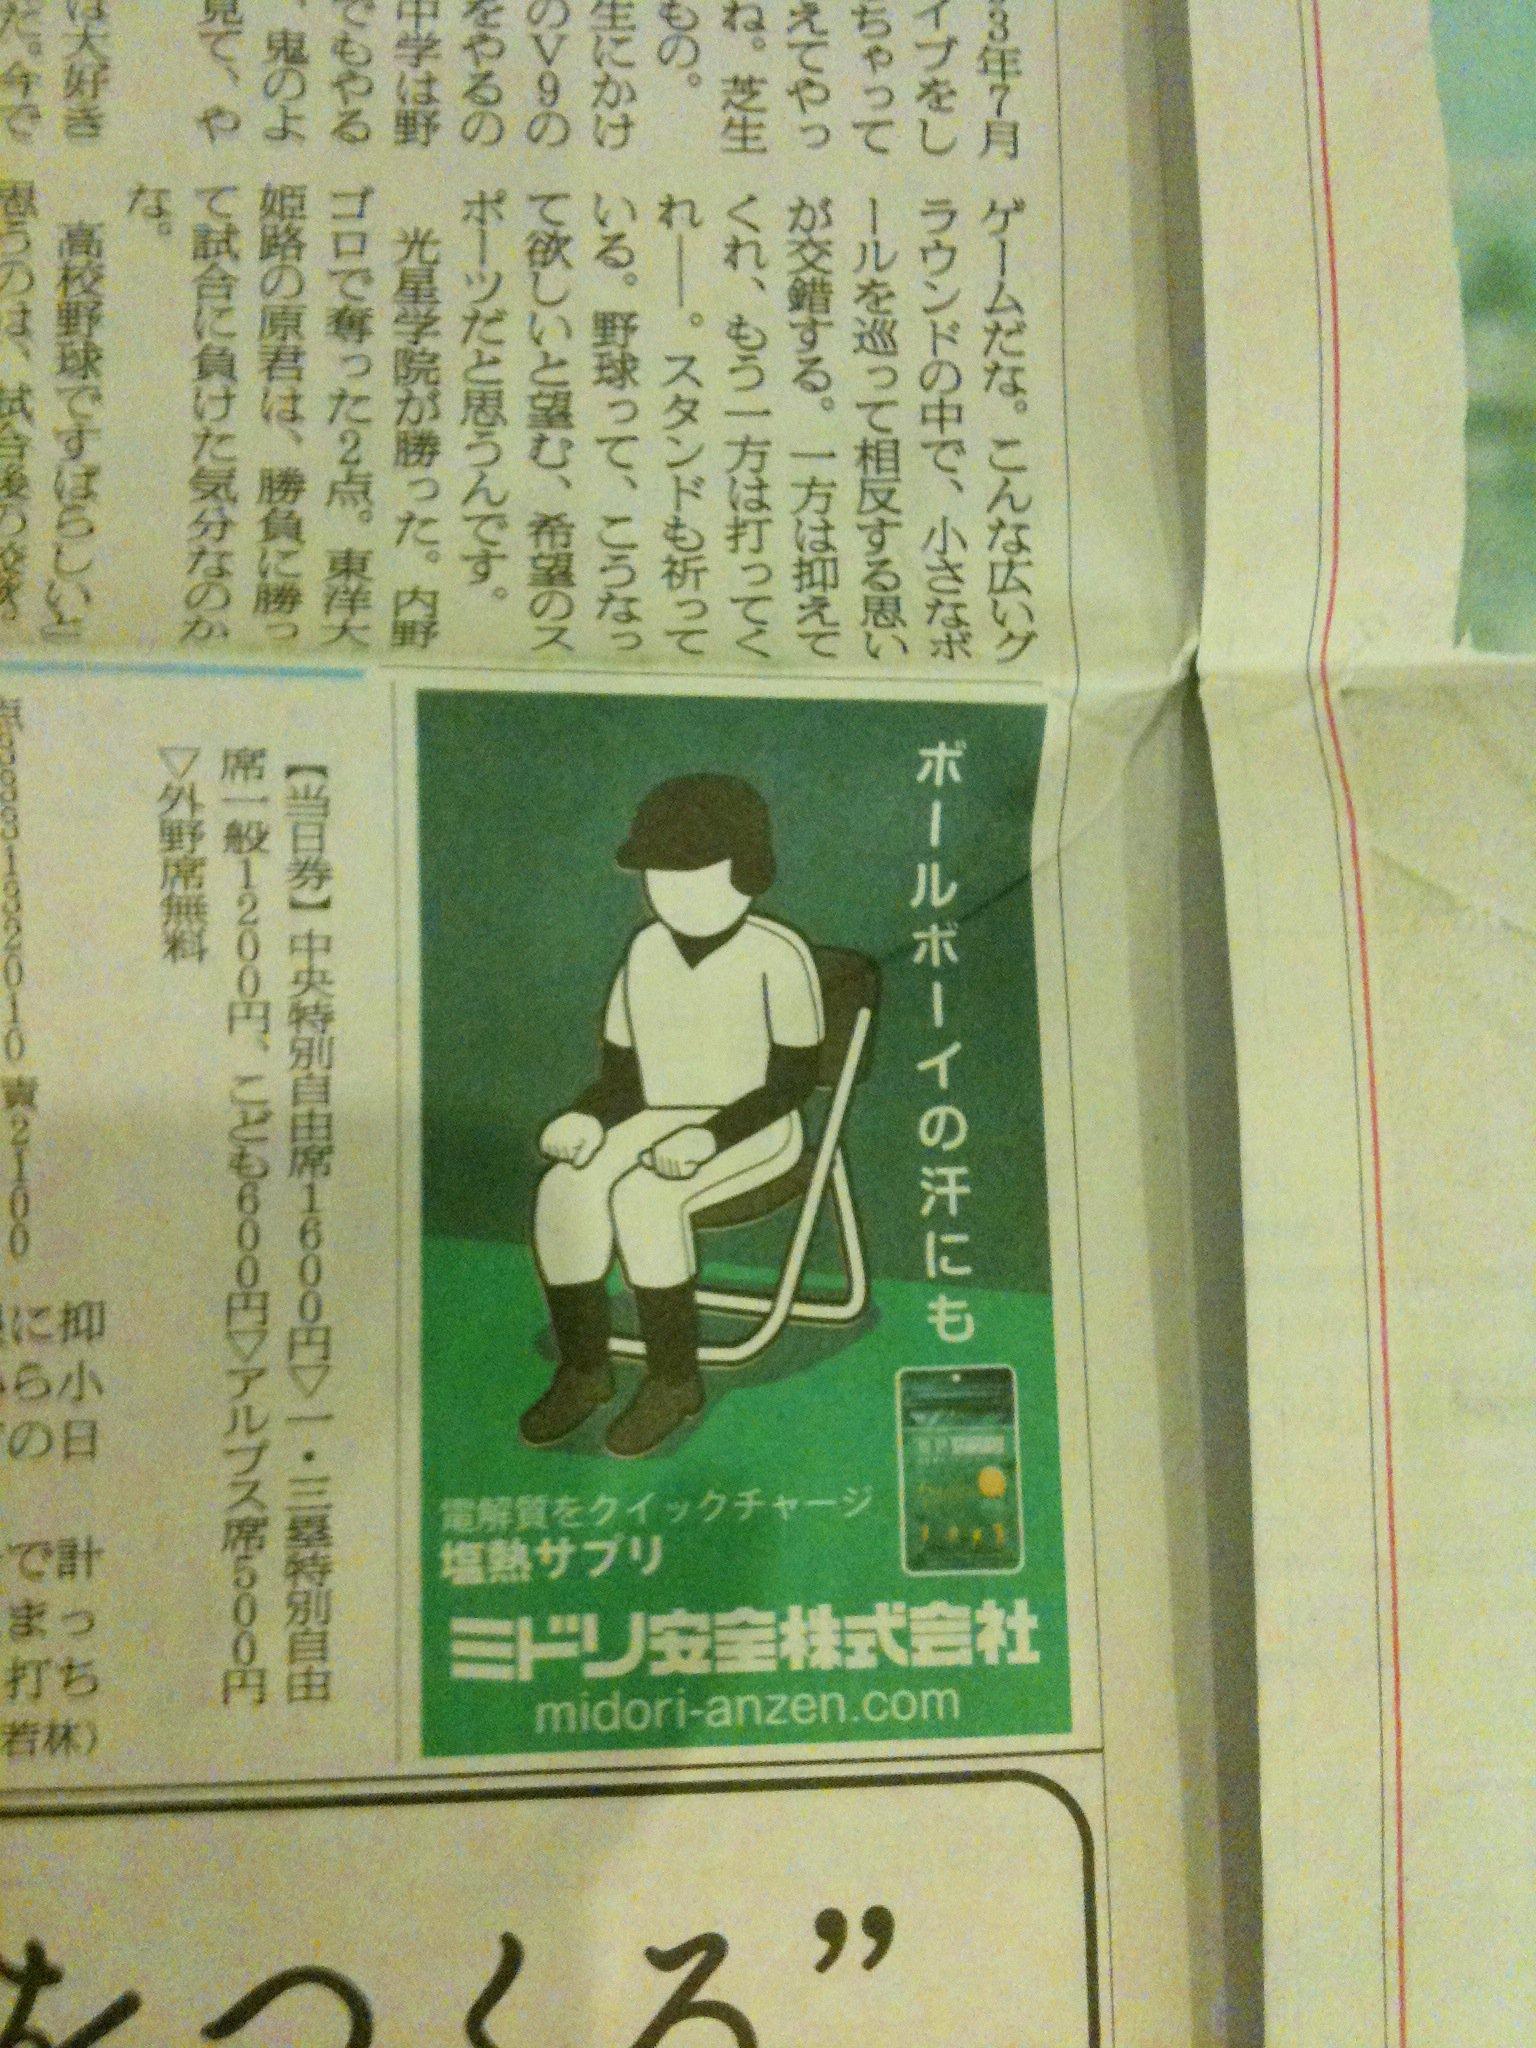 3年7月
イブをし
ちゃって
えてやっ
ね。芝生
もの。
生にかけ
のV9の
をやるの
中学は野
でもやる
、鬼のよ
見て、や
は大好き
た。今で
ゲームだな。こんな広いグ
ラウンドの中で、小さなボ
ールを巡って相反する思い
が交錯する。一方は抑えて
くれ、もう一方は打ってく
れ――。スタンドも祈って
いる。野球って、こうなっ
て欲しいと望む、希望のス
ポーツだと思うんです。
光星学院が勝った。内野
ゴロで奪った2点。東洋大
姫路の原君は、勝負に勝っ
て試合に負けた気分なのか
な。
高校野球ですばらしいと
思うのは、試合後の校歌。
ボールボーイの汗にも
電解質をクイックチャージ
塩熱サプリ
ミドリ安全株式会社
midori-anzen.com
【当日券】中央特別自由席1600円▽一・三塁特別自由
席一般1200円、こども600円▽アルプス席500円
▽外野席無料
抑小日
計っち
でま打
若林)
をつくる”